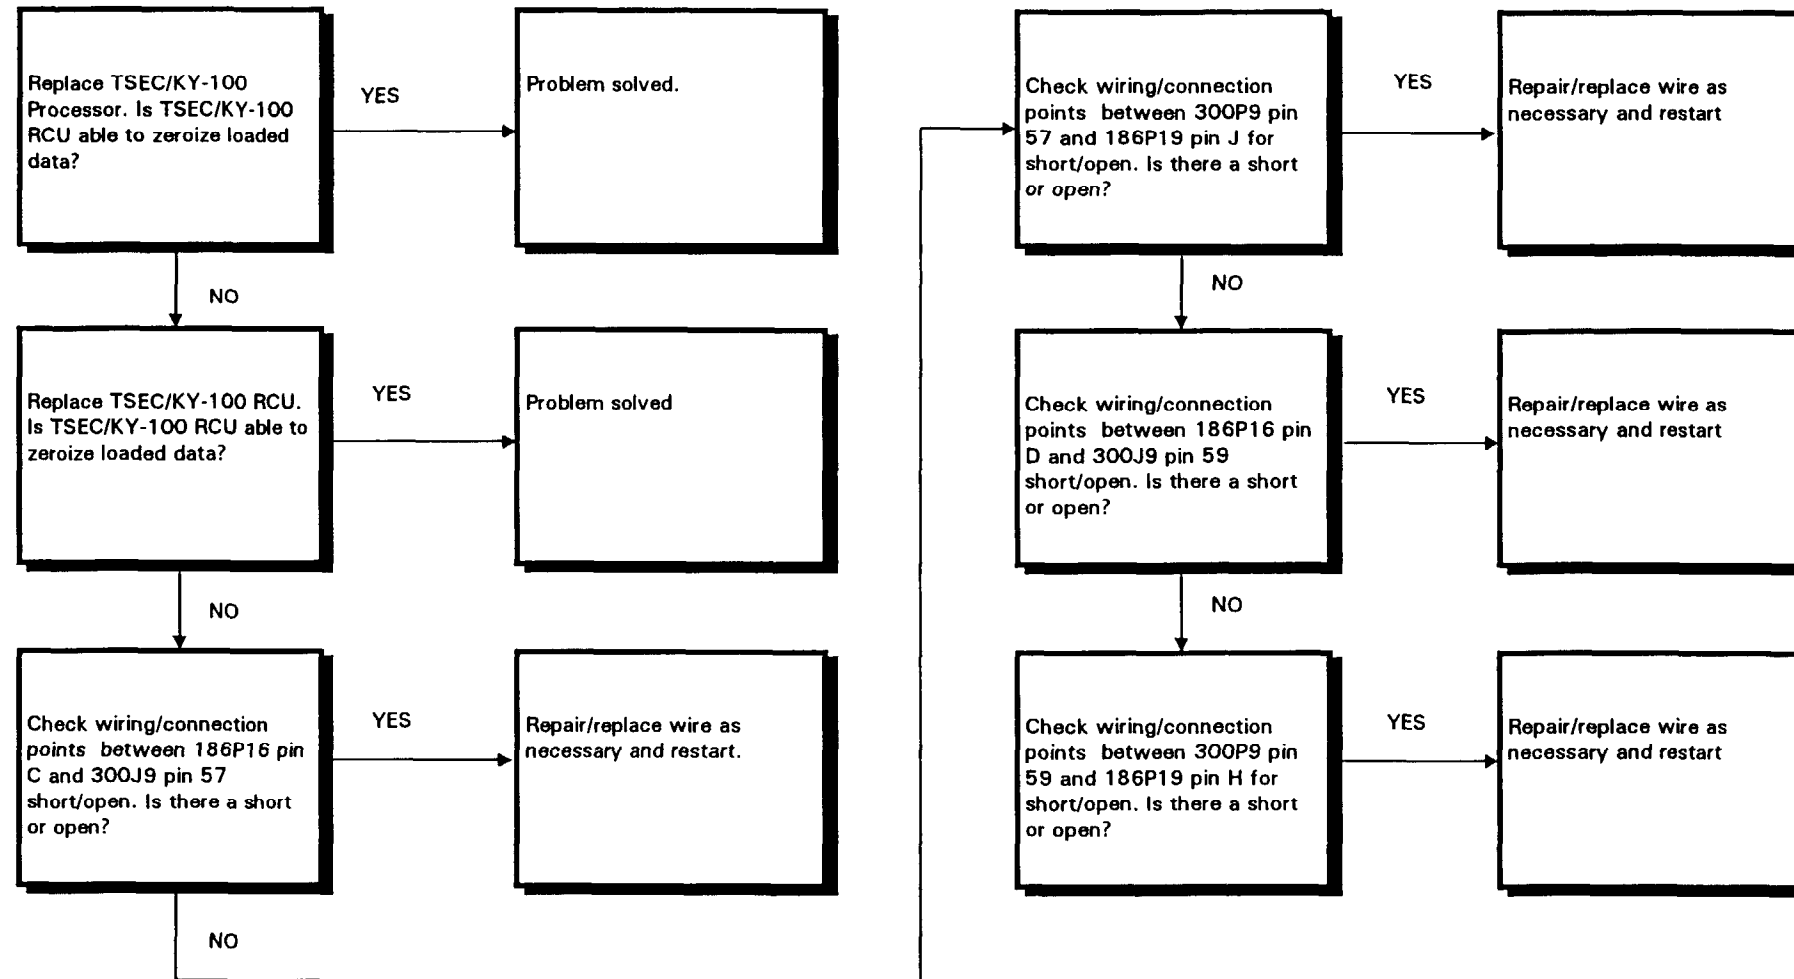 Replace TSEC/KY-100
Processor. Is TSEC/KY-100
RCU able to zeroize loaded
data?
YES
Problem solved.
NO
Replace TSEC/KY-100 RCU.
Is TSEC/KY-100 RCU able to
zeroize loaded data?
YES
Problem solved
NO
Check wiring/connection
points between 186P16 pin
C and 300J9 pin 57
short/open. Is there a short
or open?
YES
Repair/replace wire as
necessary and restart.
NO
Check wiring/connection
points between 300P9 pin
57 and 186P19 pin J for
short/open. Is there a short
or open?
YES
Repair/replace wire as
necessary and restart
NO
Check wiring/connection
points between 186P16 pin
D and 300J9 pin 59
short/open. Is there a short
or open?
YES
Repair/replace wire as
necessary and restart
NO
Check wiring/connection
points between 300P9 pin
59 and 186P19 pin H for
short/open. Is there a short
or open?
YES
Repair/replace wire as
necessary and restart